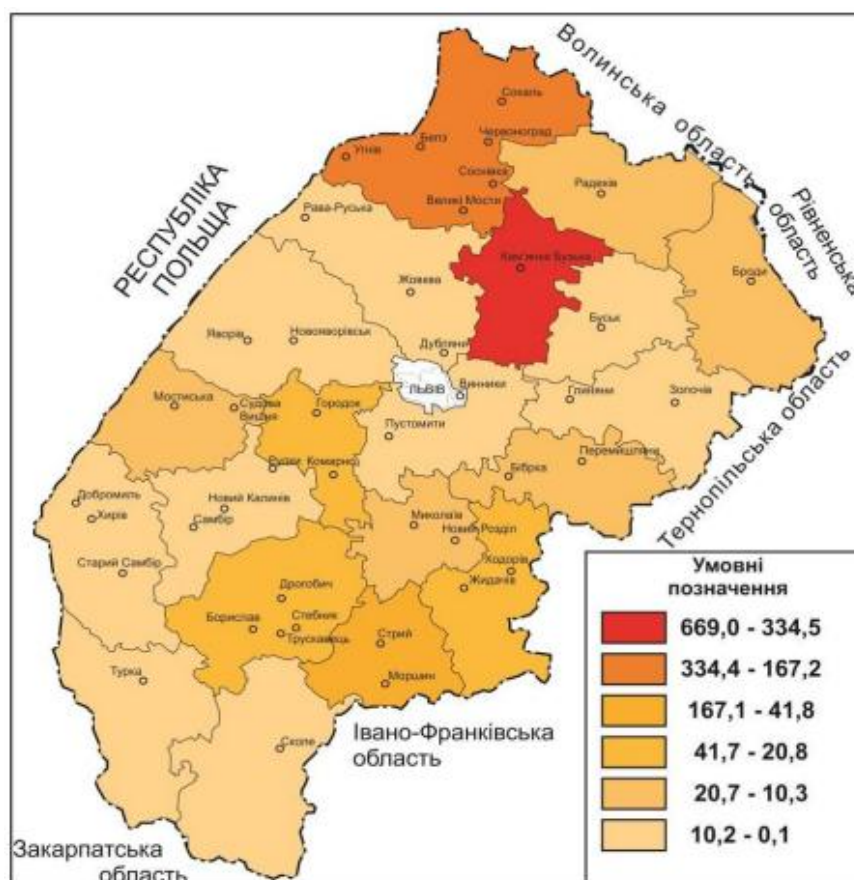 Волинська область
Рівненська
область
РЕСПУБЛІКА
ПОЛЬЩА
Сокаль
Белз
Червоноград
Угнів
Соснівка
Радехів
Великі Мости
Рава-Руська
Кам'янка Бузька
Броди
Жовква
Буськ
Яворів
Новояворівськ
Дубляни
ЛЬВІВ
Винники
Глиняни
Золочів
Мостиська
Судова
Вишня
Городок
Пустомити
Тернопільська область
Рудки
Комарно
Бібрка
Перемишляни
Добромиль
Хирів
Новий Калинів
Самбір
Миколаїв
Новий Розділ
Старий Самбір
Ходорів
Жидачів
Дрогович
Борислав
Стебник
Трускавець
Стрий
Моршин
Турка
Сколе
Івано-Франківська
область
Закарпатська
область
Умовні
позначення
669,0 - 334,5
334,4 - 167,2
167,1 - 41,8
41,7 - 20,8
20,7 - 10,3
10,2 - 0,1